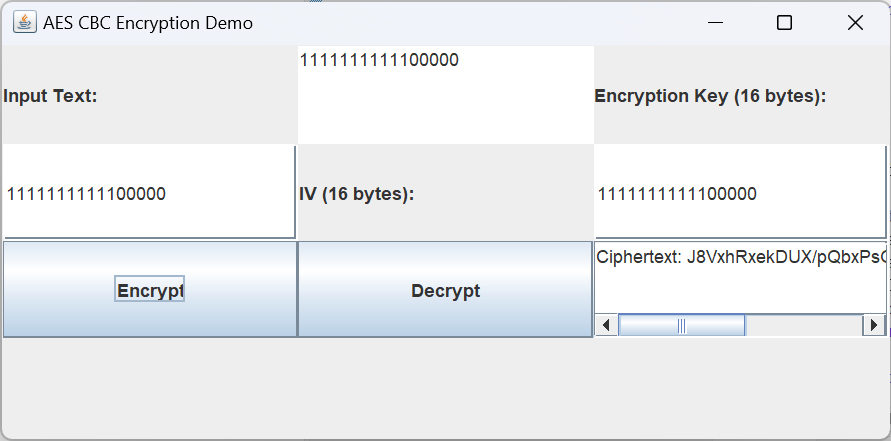 AES CBC Encryption Demo
Input Text:
1111111111100000
Encryption Key (16 bytes):
1111111111100000
IV (16 bytes):
1111111111100000
Encrypt
Decrypt
Ciphertext: J8VxhRxekDUX/pQbxPs